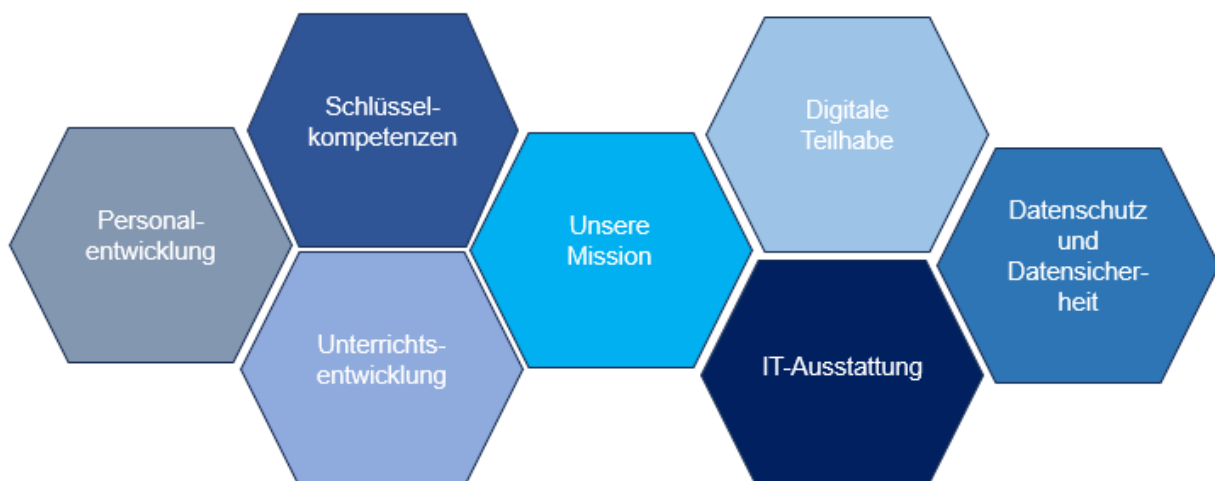 Schlüssel-
kompetenzen
Digitale
Teilhabe
Personal-
entwicklung
Unsere
Mission
Datenschutz
und
Datensicher-
heit
Unterrichts-
entwicklung
IT-Ausstattung